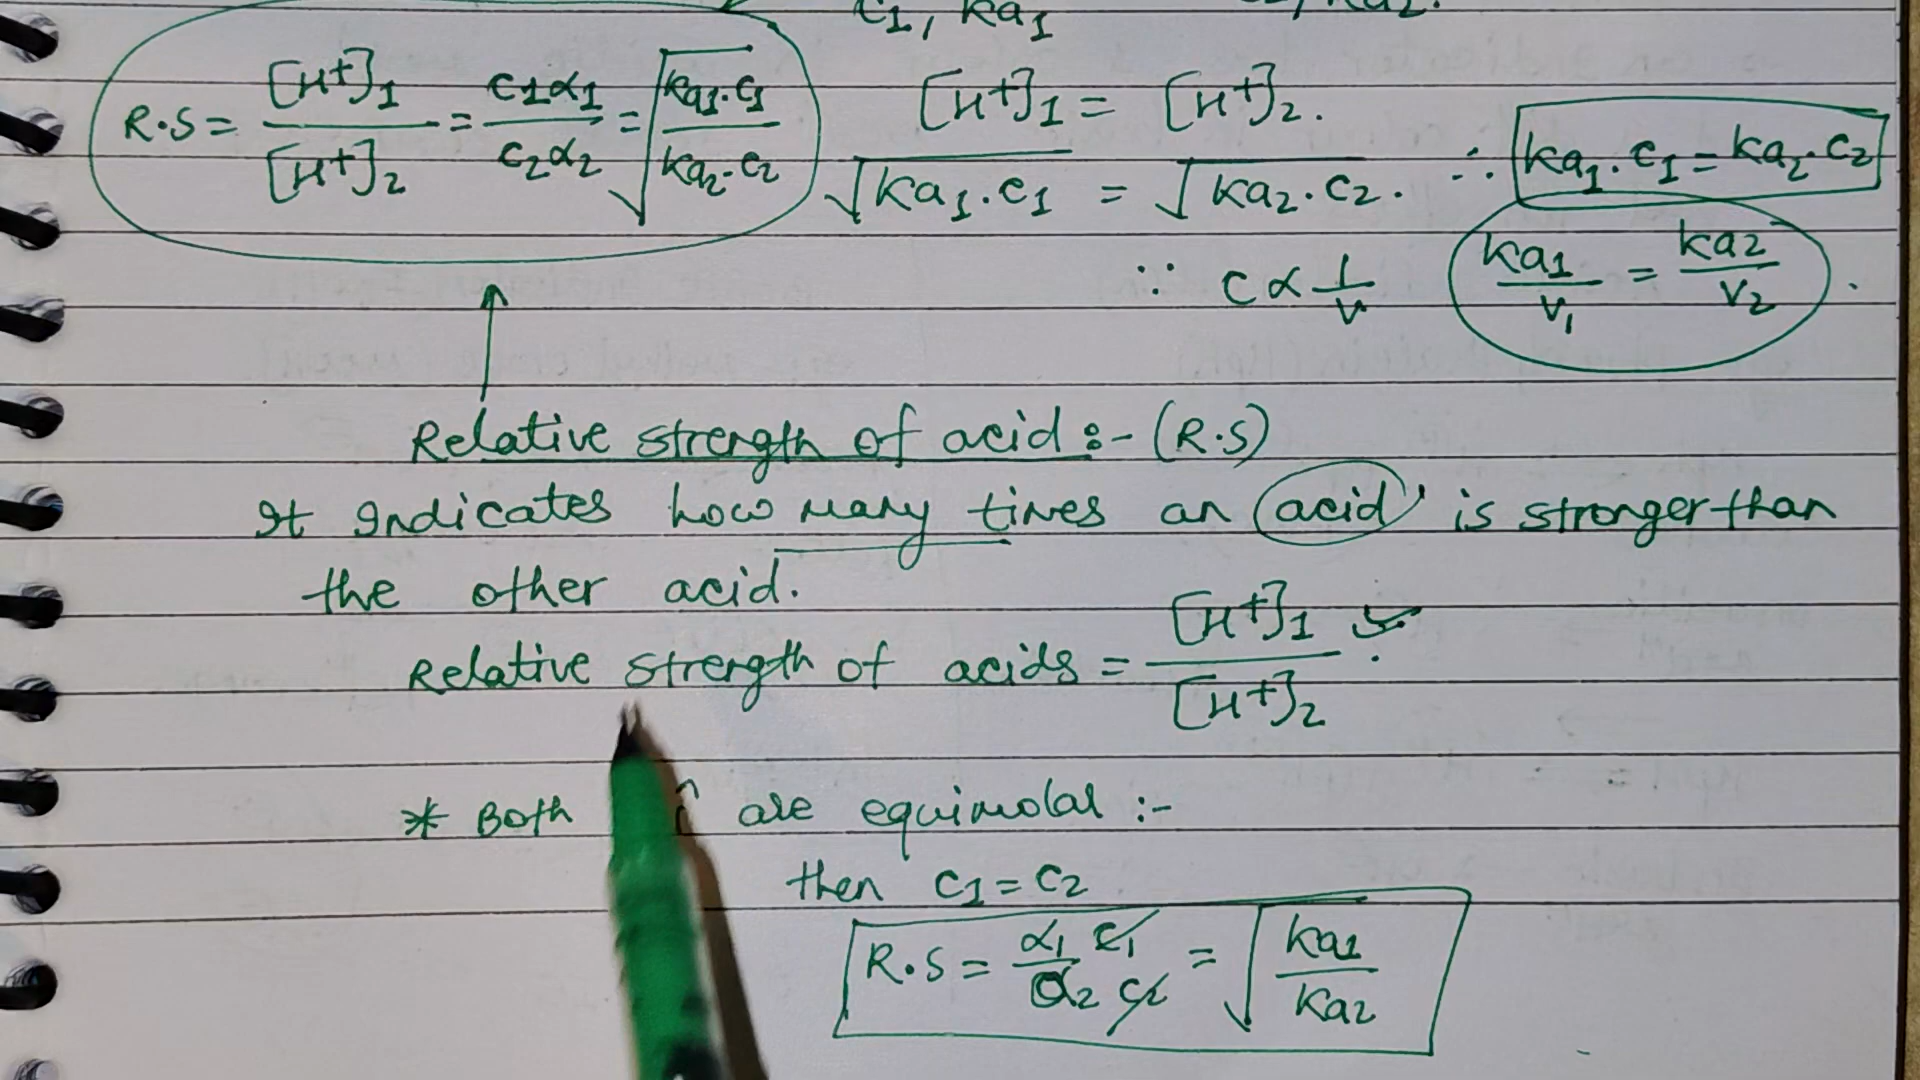 c₁, ka₁
R.S = [H⁺]₁ / [H⁺]₂ = c₁α₁ / c₂α₂ = √(ka₁.c₁ / ka₂.c₂)
[H⁺]₁ = [H⁺]₂.
√ka₁.c₁ = √ka₂.c₂. ∴ ka₁.c₁ = ka₂.c₂
∵ c ∝ 1/v ka₁/v₁ = ka₂/v₂ .
Relative strength of acid :- (R.S)
It Indicates how many times an acid' is stronger than
the other acid.
Relative strength of acids = [H⁺]₁ / [H⁺]₂ .
* Both are equimolar :-
then c₁ = c₂
R.S = α₁ c₁ / α₂ c₂ = √(ka₁ / ka₂)